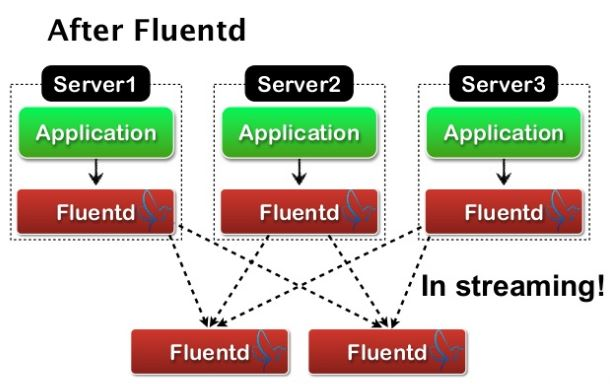 After Fluentd
Server1 Server2 Server3
Application Application Application
Fluentd Fluentd Fluentd
In streaming!
Fluentd Fluentd